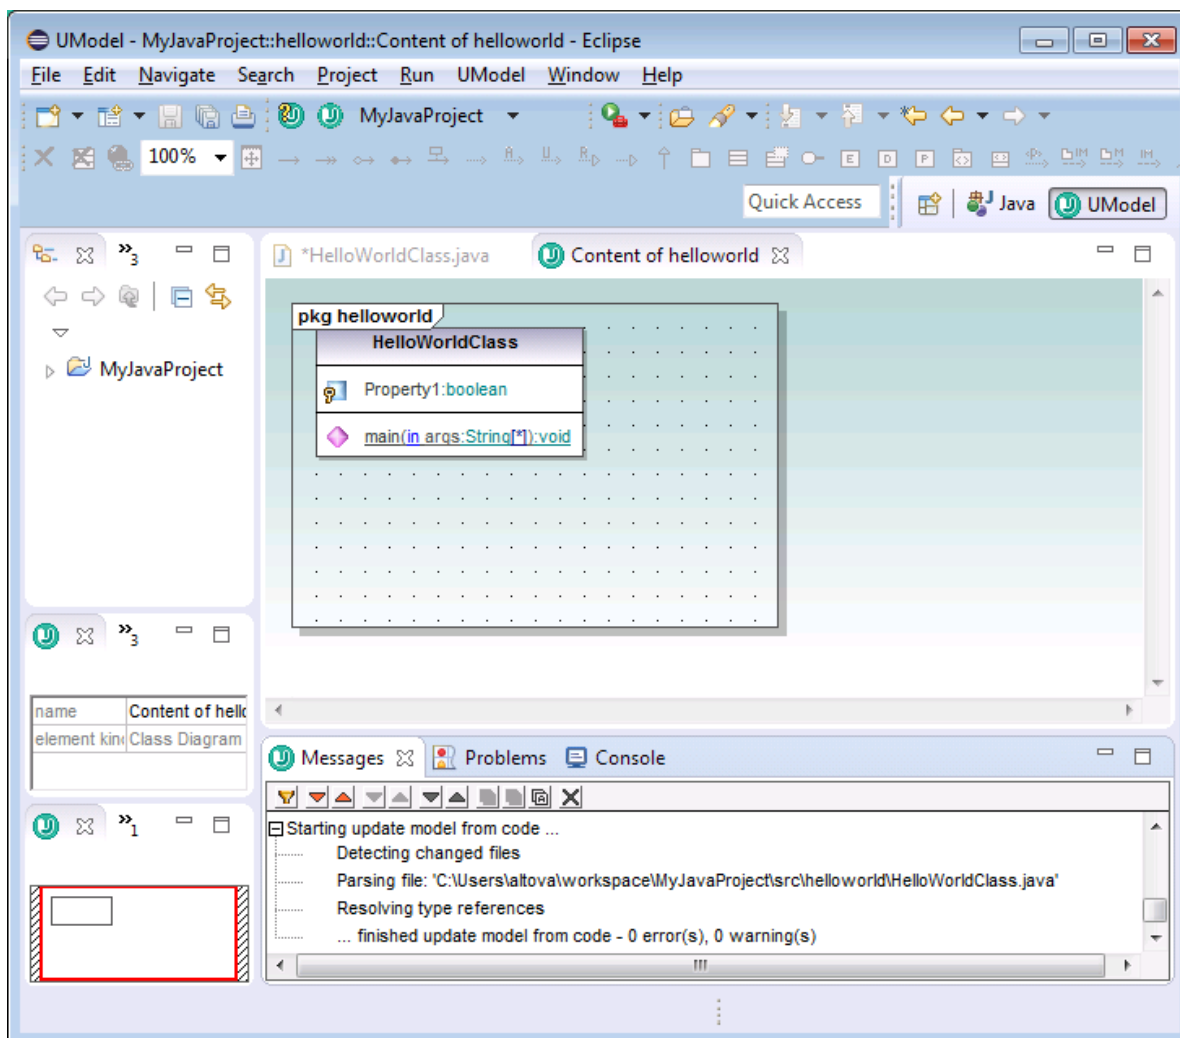 UModel - MyJavaProject::helloworld::Content of helloworld - Eclipse
File Edit Navigate Search Project Run UModel Window Help
MyJavaProject
100%
Quick Access Java UModel
»3 *HelloWorldClass.java Content of helloworld
pkg helloworld
HelloWorldClass
MyJavaProject
Property1:boolean
main(in args:String[*]):void
»3
name Content of hellc
element kin Class Diagram
Messages Problems Console
»1
Starting update model from code ...
Detecting changed files
Parsing file: 'C:\Users\altova\workspace\MyJavaProject\src\helloworld\HelloWorldClass.java'
Resolving type references
... finished update model from code - 0 error(s), 0 warning(s)